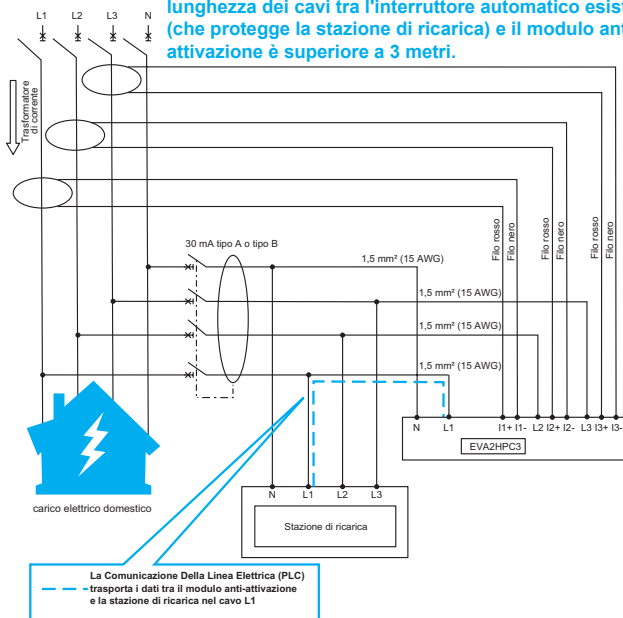 lunghezza dei cavi tra l'interruttore automatico
(che protegge la stazione di ricarica) e il modulo
attivazione è superiore a 3 metri.
L1 L2 L3 N
Trasformatore
di corrente
30 mA tipo A o tipo B
1,5 mm² (15 AWG)
1,5 mm² (15 AWG)
1,5 mm² (15 AWG)
1,5 mm² (15 AWG)
Filo rosso
Filo nero
Filo rosso
Filo nero
Filo rosso
Filo nero
N L1 I1+ I1- L2 I2+ I2- L3 I3+ I3-
EVA2HPC3
carico elettrico domestico
N L1 L2 L3
Stazione di ricarica
La Comunicazione Della Linea Elettrica (PLC)
trasporta i dati tra il modulo anti-attivazione
e la stazione di ricarica nel cavo L1